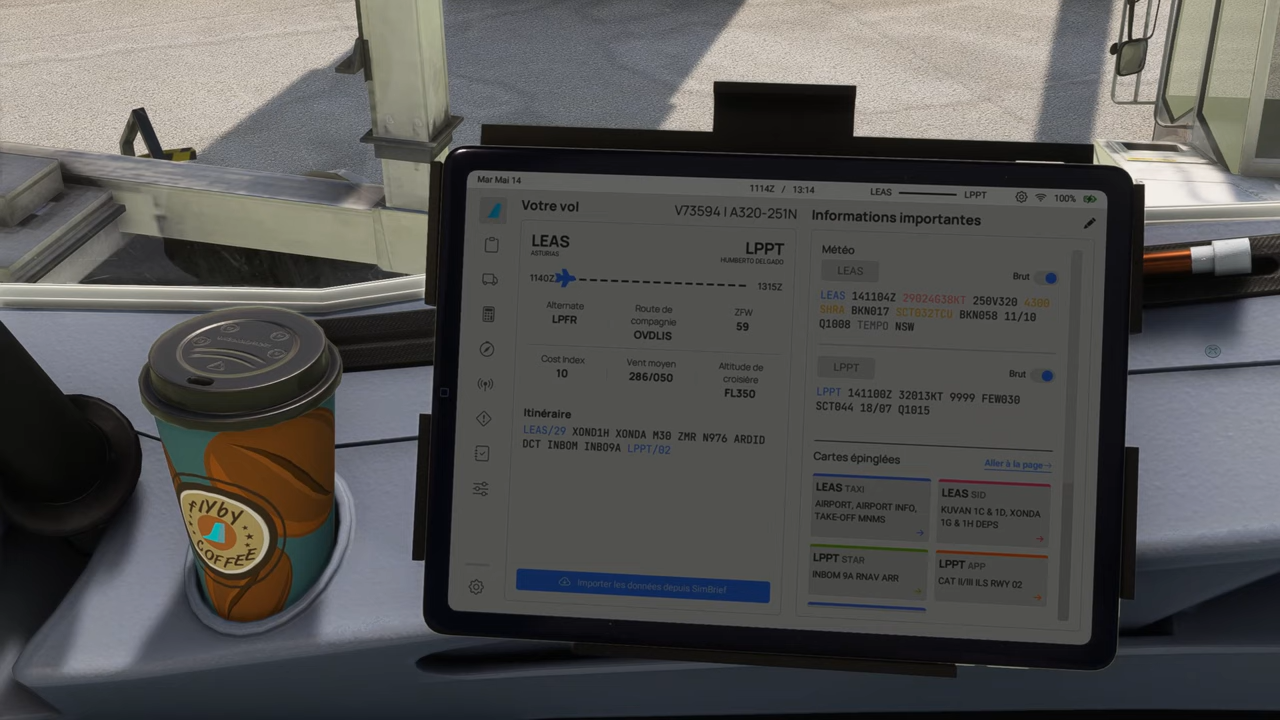 Mar Mai 14
1114Z / 13:14
LEAS
LPPT
100%
Votre vol
V73594 | A320-251N
LEAS
ASTURIAS
LPPT
HUMBERTO DELGADO
1140Z
1315Z
Alternate
LPFR
Route de
compagnie
OVDLIS
ZFW
59
Cost Index
10
Vent moyen
286/050
Altitude de
croisière
FL350
Itinéraire
LEAS/29 XOND1H XONDA M30 ZMR N976 ARDID
DCT INBOM INBO9A LPPT/02
Importer les données depuis SimBrief
Informations importantes
Météo
LEAS
Brut
LEAS 141104Z 29024G38KT 250V320 4300
SHRA BKN017 SCT032TCU BKN058 11/10
Q1008 TEMPO NSW
LPPT
Brut
LPPT 141100Z 32013KT 9999 FEW030
SCT044 18/07 Q1015
Cartes épinglées
Aller à la page→
LEAS TAXI
AIRPORT, AIRPORT INFO,
TAKE-OFF MNMS
LEAS SID
KUVAN 1C & 1D, XONDA
1G & 1H DEPS
LPPT STAR
INBOM 9A RNAV ARR
LPPT APP
CAT II/III ILS RWY 02
flyby
COFFEE